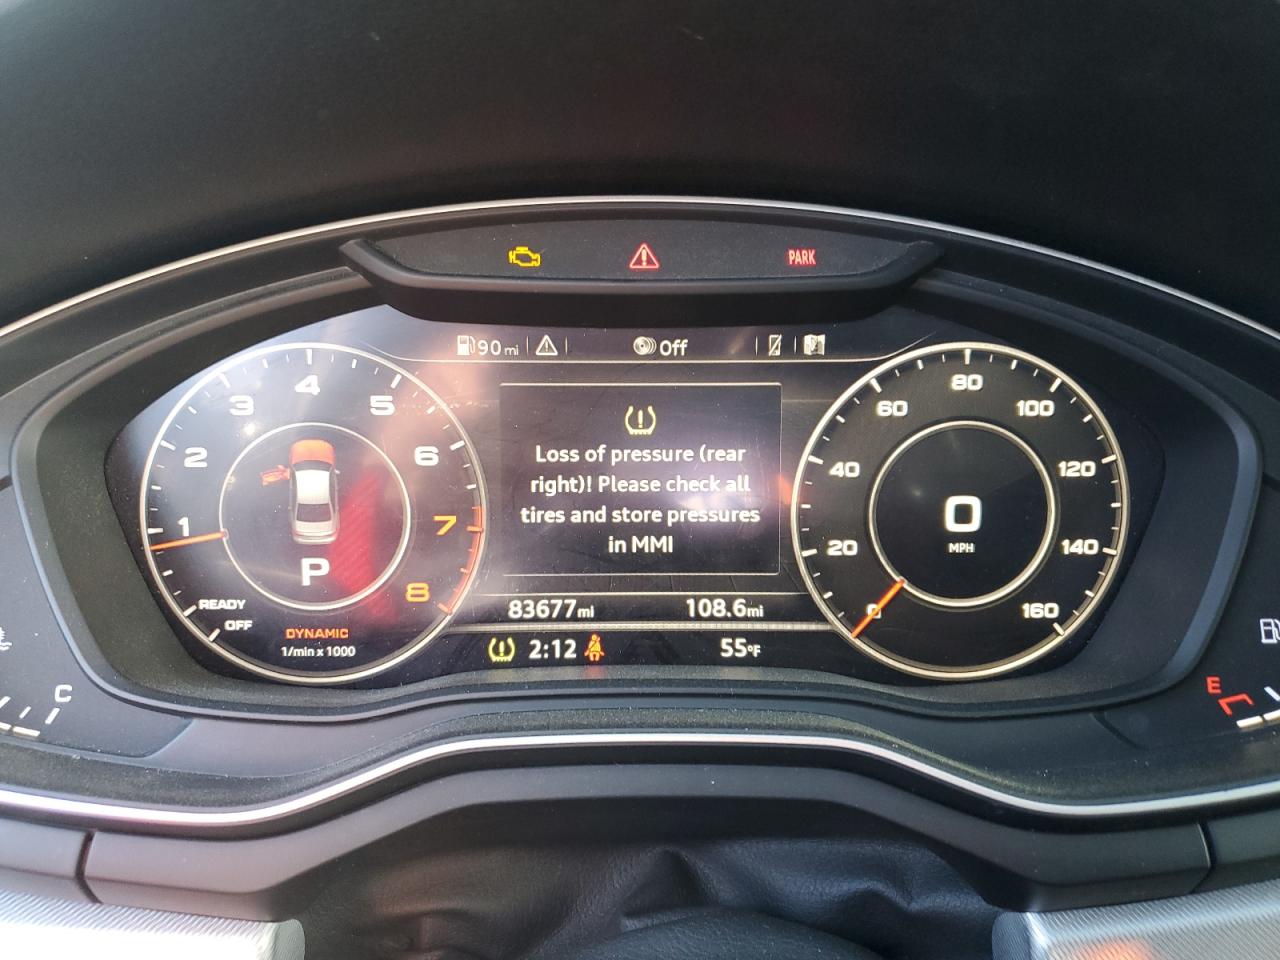 PARK
90 mi
Off
Loss of pressure (rear
right)! Please check all
tires and store pressures
in MMI
1
2
3
4
5
6
7
8
P
READY
OFF
DYNAMIC
1/min x 1000
0
20
40
60
80
100
120
140
160
0
MPH
83677mi
108.6mi
2:12
55°F
C
E